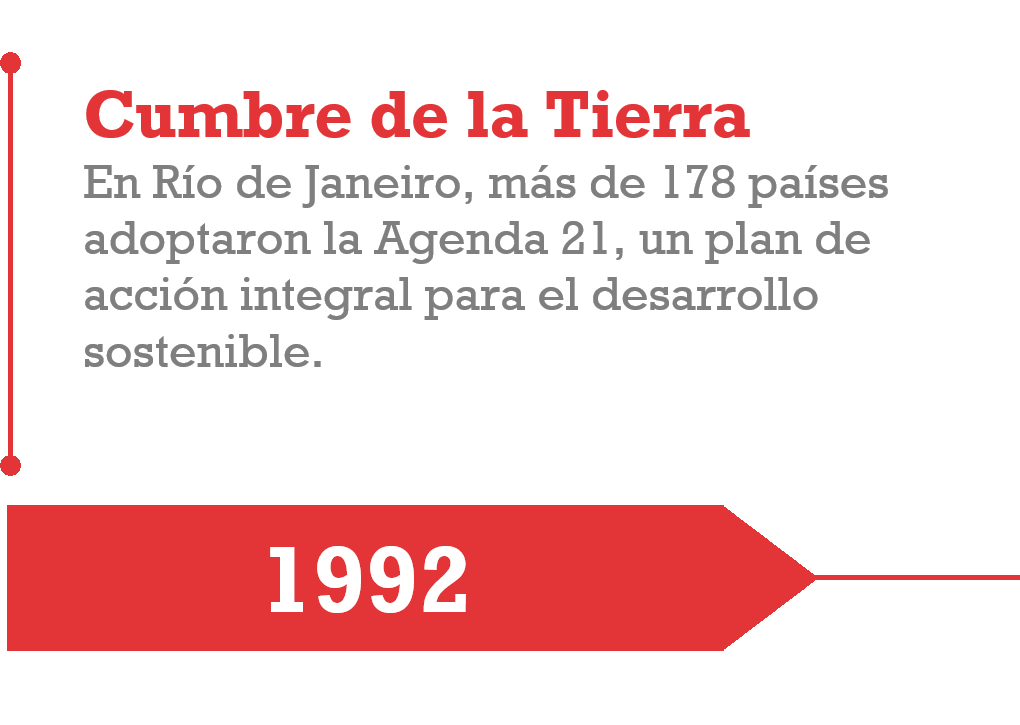 Cumbre de la Tierra
En Río de Janeiro, más de 178 países
adoptaron la Agenda 21, un plan de
acción integral para el desarrollo
sostenible.
1992